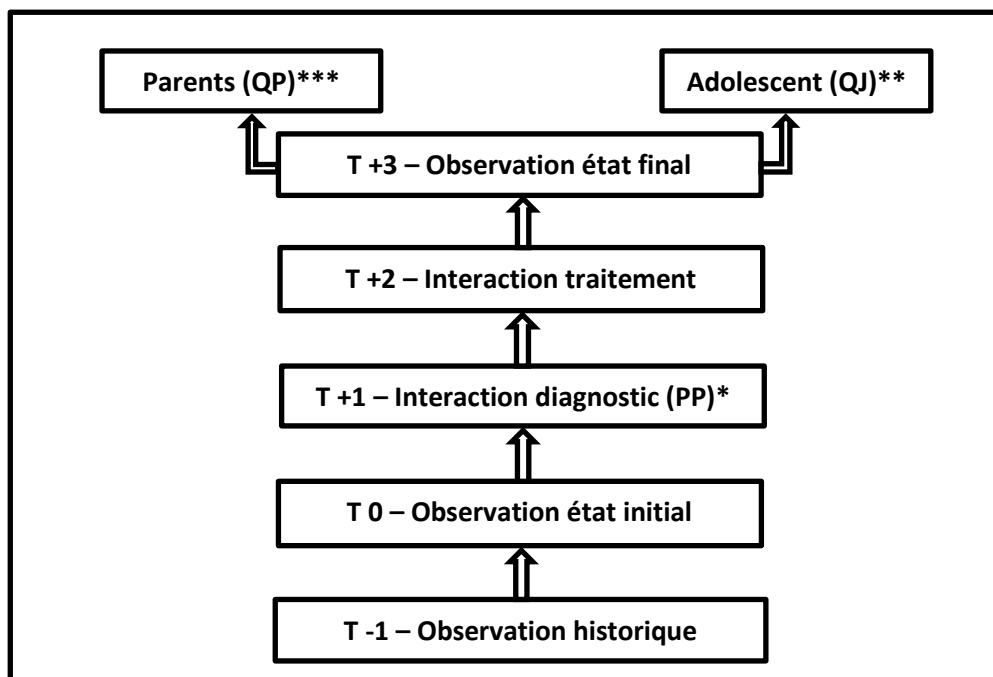 Parents (QP)***
Adolescent (QJ)**
T +3 – Observation état final
T +2 – Interaction traitement
T +1 – Interaction diagnostic (PP)*
T 0 – Observation état initial
T -1 – Observation historique